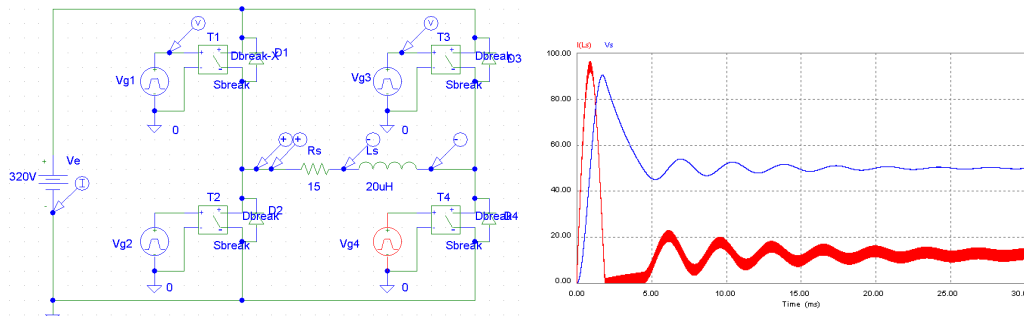 V
V
T1
T3
D1
Dbreak-X
Dbreak
D3
Vg1
Vg3
Sbreak
Sbreak
0
0
+ +
-
-
Rs
Ls
+
Ve
320V
I
-
15
20uH
T2
T4
D2
Dbreak
Dbreak
D4
Vg2
Vg4
Sbreak
Sbreak
0
0
I(Ls) Vs
100.00
80.00
60.00
40.00
20.00
0.00
0.00 5.00 10.00 15.00 20.00 25.00 30.0
Time (ms)